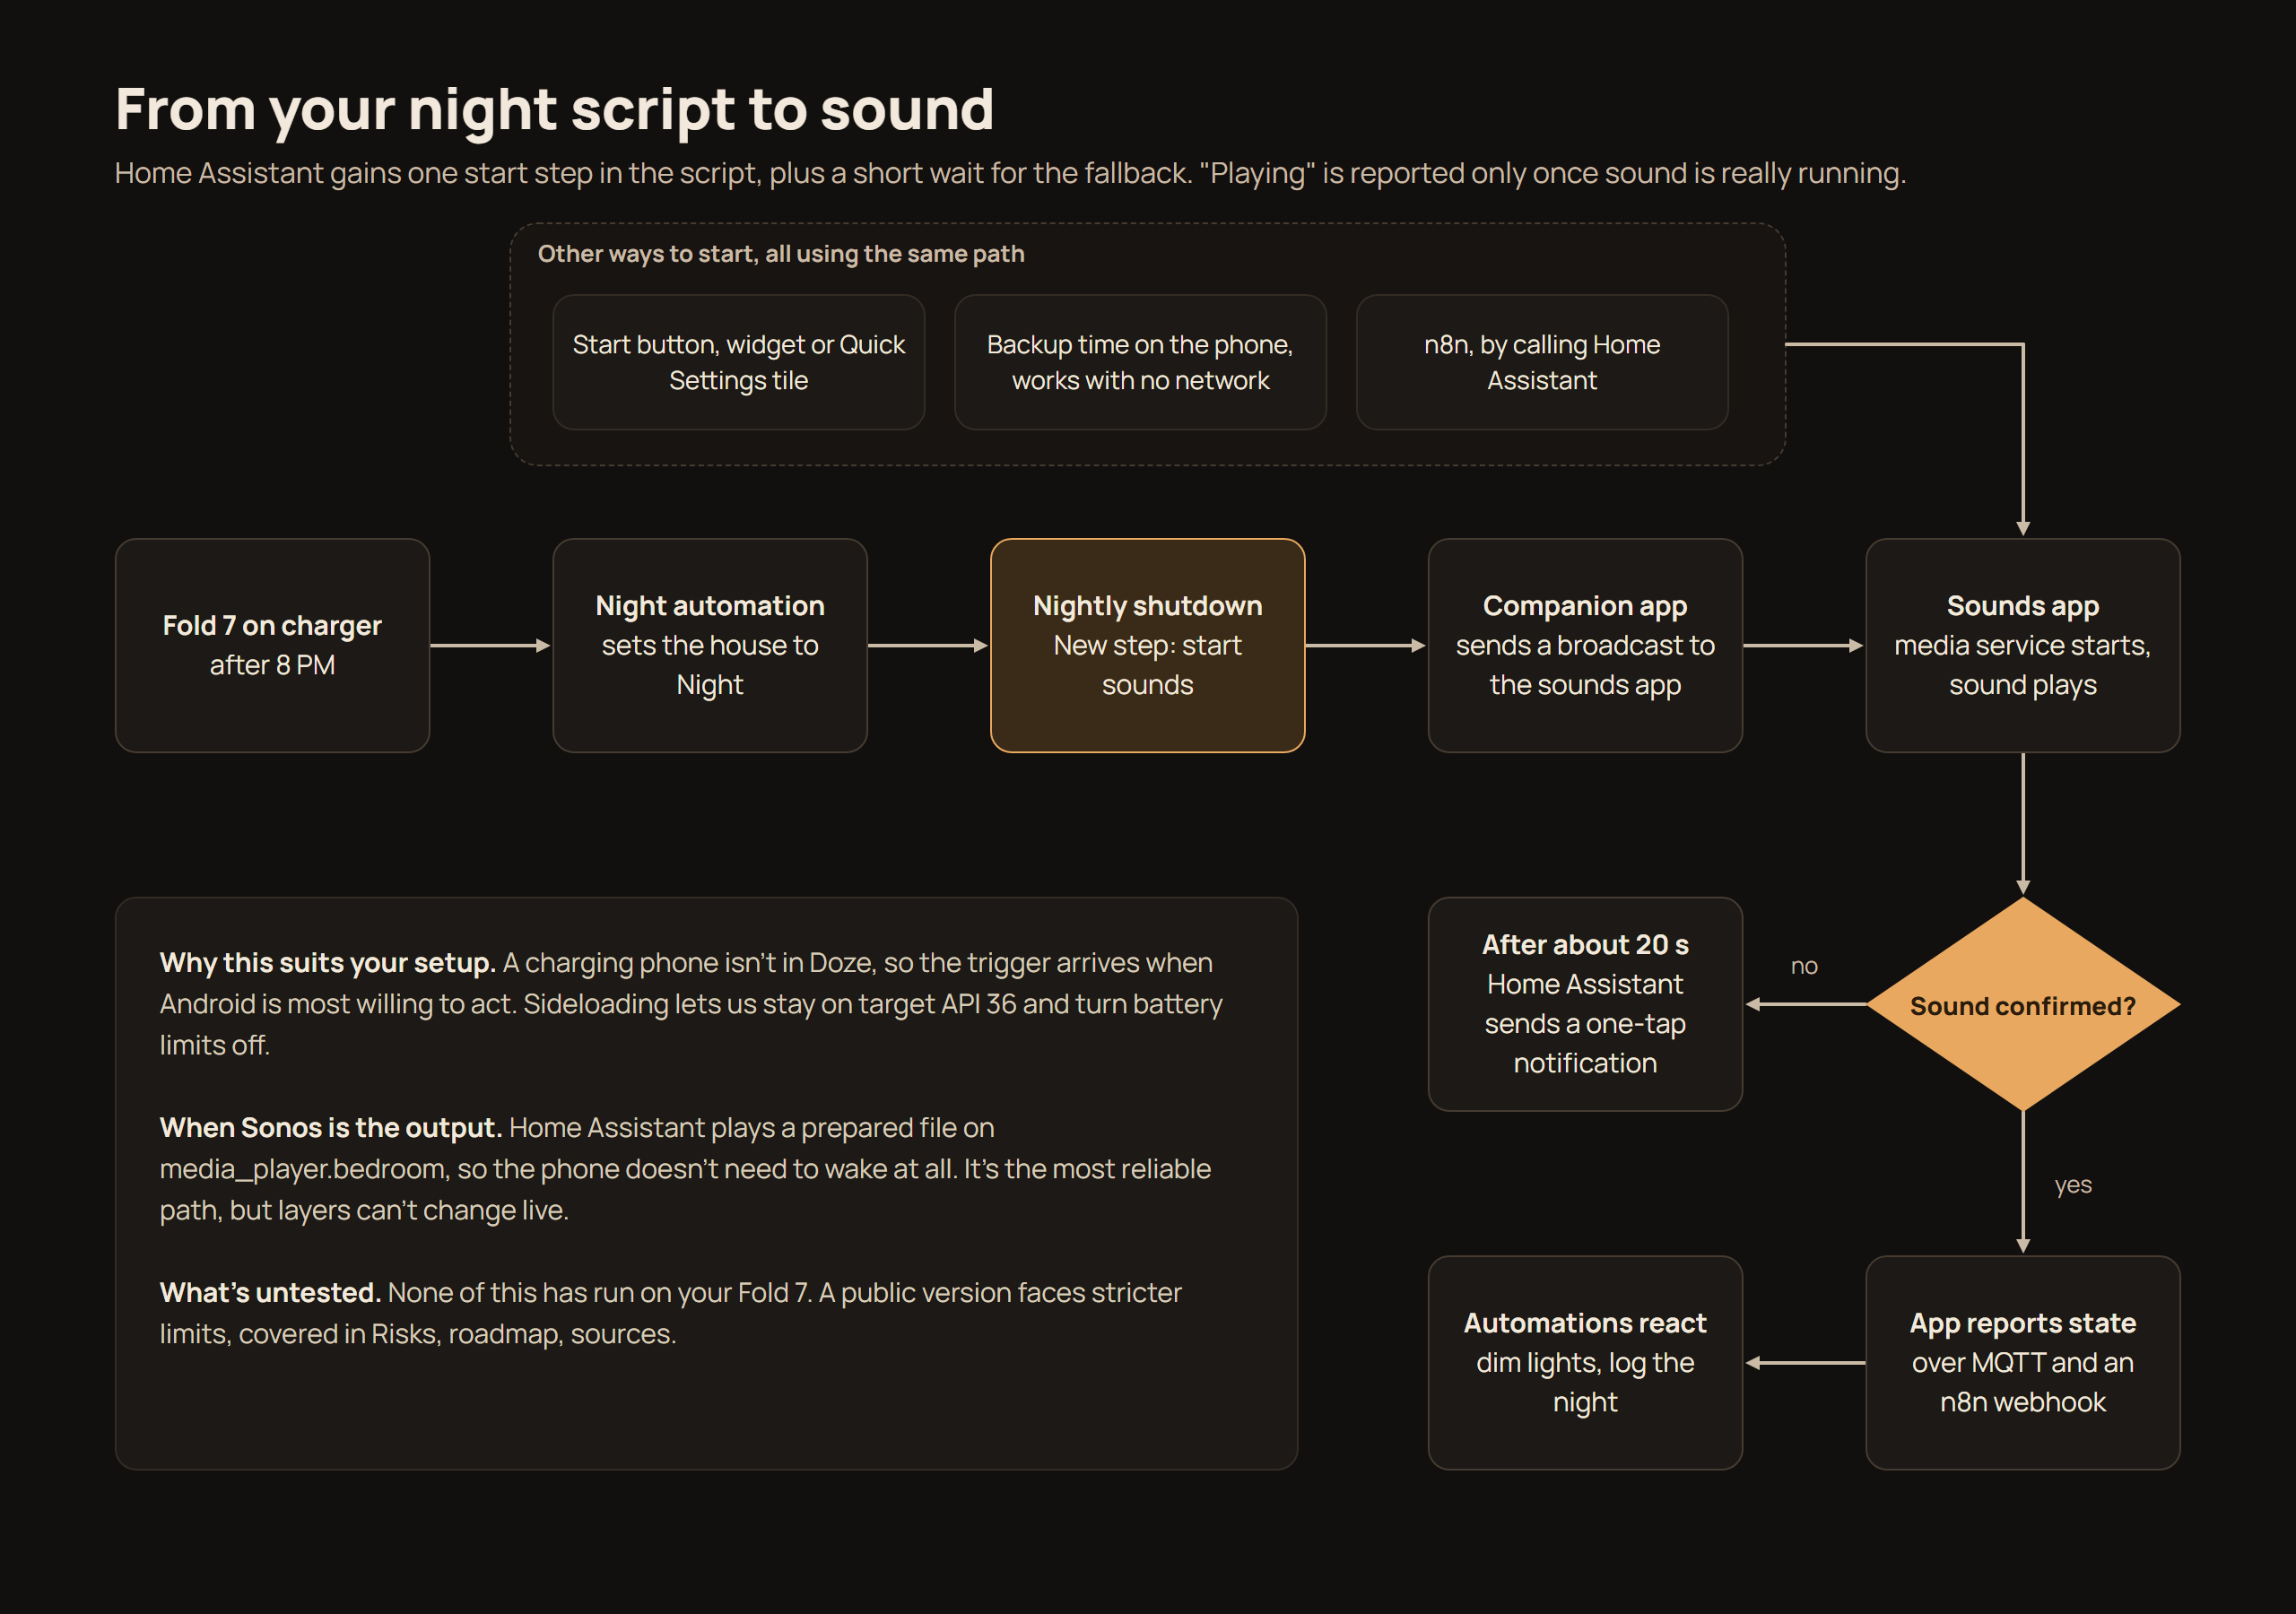 From your night script to sound
Home Assistant gains one start step in the script, plus a short wait for the fallback. "Playing" is reported only once sound is really running.
Other ways to start, all using the same path
Start button, widget or Quick
Settings tile
Backup time on the phone,
works with no network
n8n, by calling Home
Assistant
Fold 7 on charger
after 8 PM
Night automation
sets the house to
Night
Nightly shutdown
New step: start
sounds
Companion app
sends a broadcast to
the sounds app
Sounds app
media service starts,
sound plays
Why this suits your setup. A charging phone isn’t in Doze, so the trigger arrives when
Android is most willing to act. Sideloading lets us stay on target API 36 and turn battery
limits off.
When Sonos is the output. Home Assistant plays a prepared file on
media_player.bedroom, so the phone doesn’t need to wake at all. It’s the most reliable
path, but layers can’t change live.
What’s untested. None of this has run on your Fold 7. A public version faces stricter
limits, covered in Risks, roadmap, sources.
After about 20 s
Home Assistant
sends a one-tap
notification
no
Sound confirmed?
yes
Automations react
dim lights, log the
night
App reports state
over MQTT and an
n8n webhook